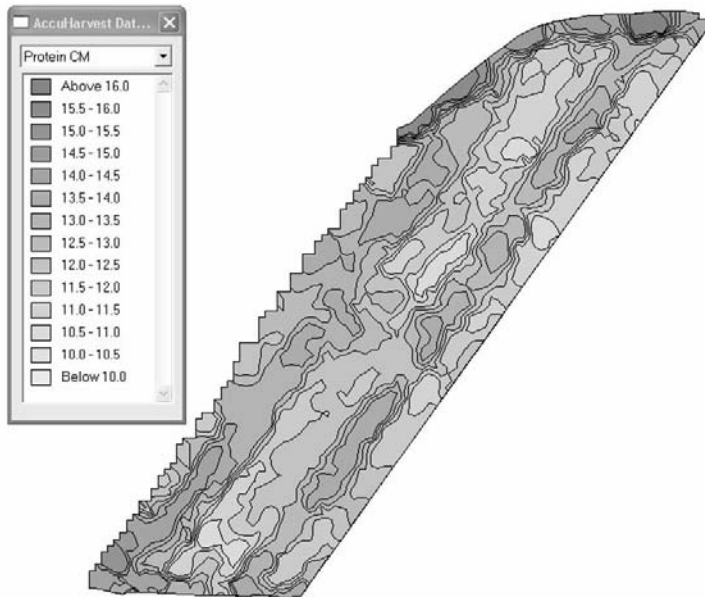 AccuHarvest Dat...
Protein CM
Above 16.0
15.5 - 16.0
15.0 - 15.5
14.5 - 15.0
14.0 - 14.5
13.5 - 14.0
13.0 - 13.5
12.5 - 13.0
12.0 - 12.5
11.5 - 12.0
11.0 - 11.5
10.5 - 11.0
10.0 - 10.5
Below 10.0